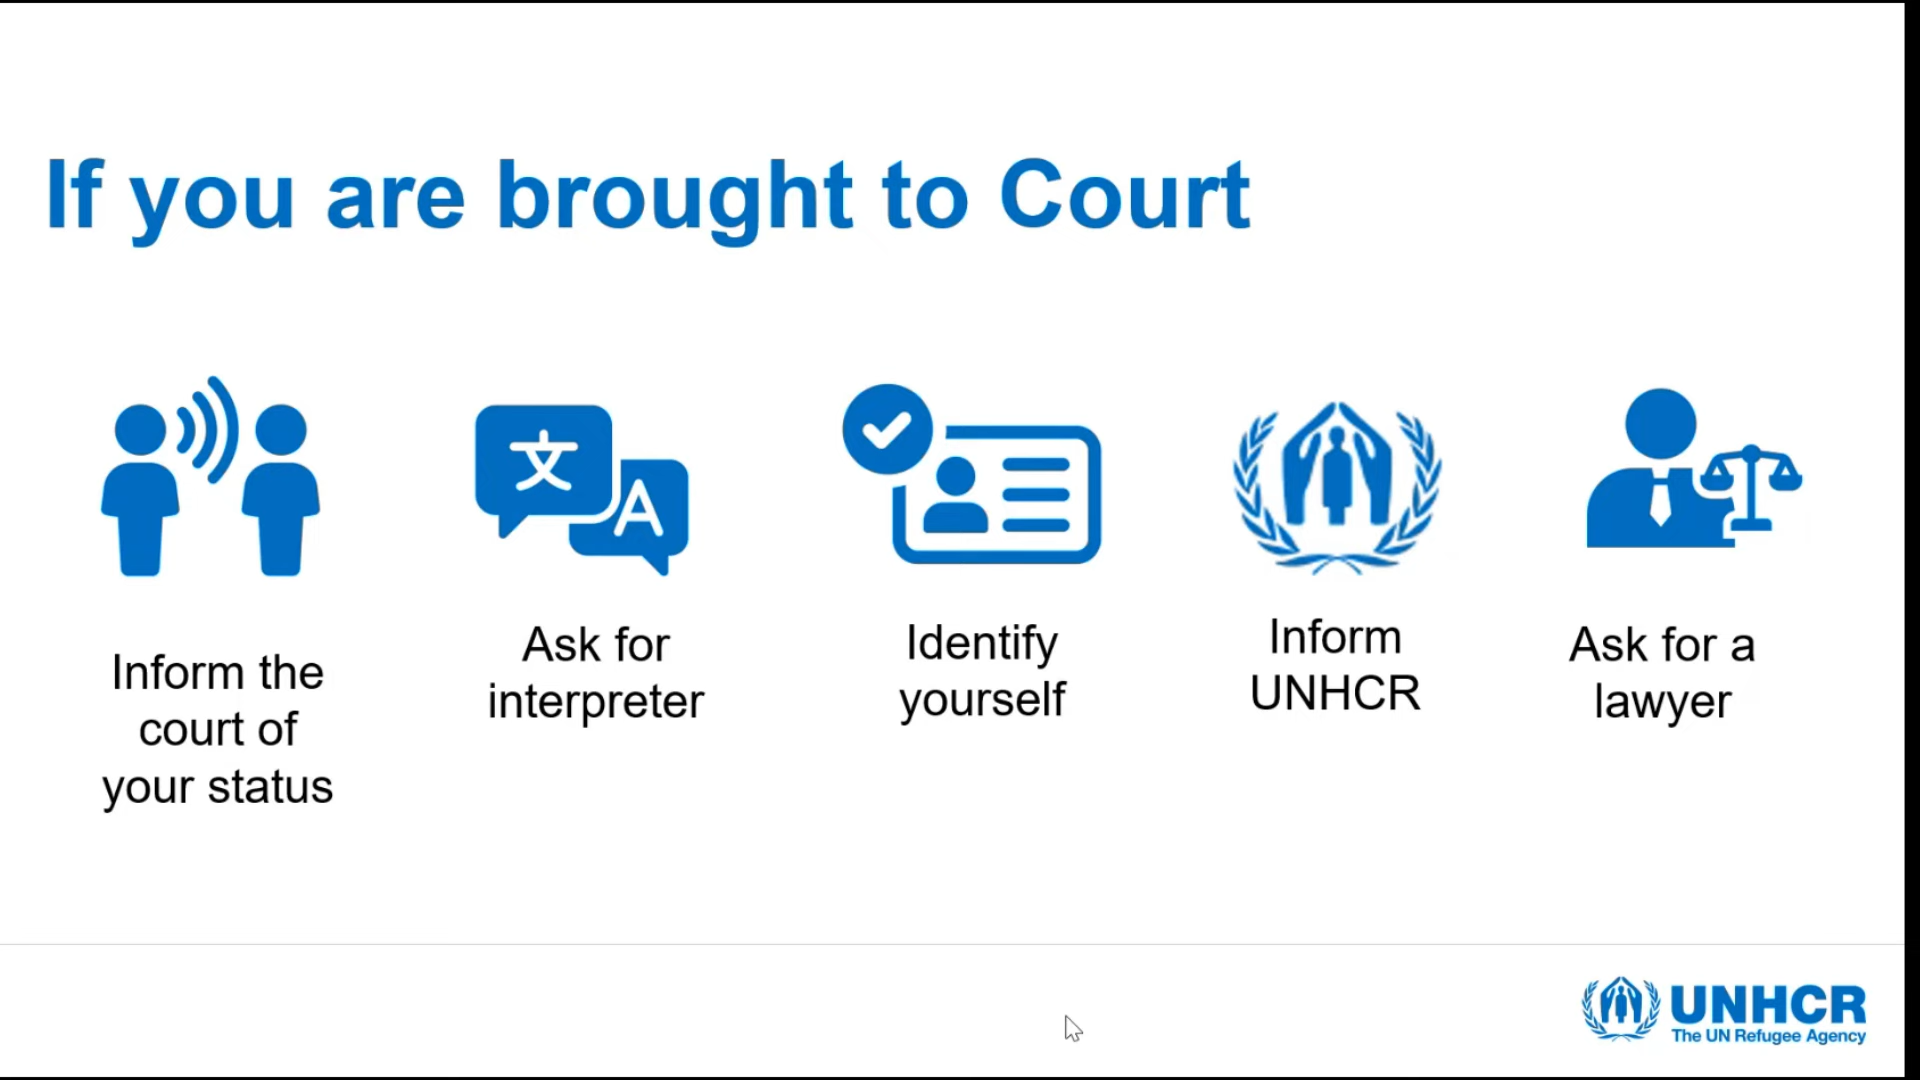 If you are brought to Court
文
A
Inform the
court of
your status
Ask for
interpreter
Identify
yourself
Inform
UNHCR
Ask for a
lawyer
UNHCR
The UN Refugee Agency